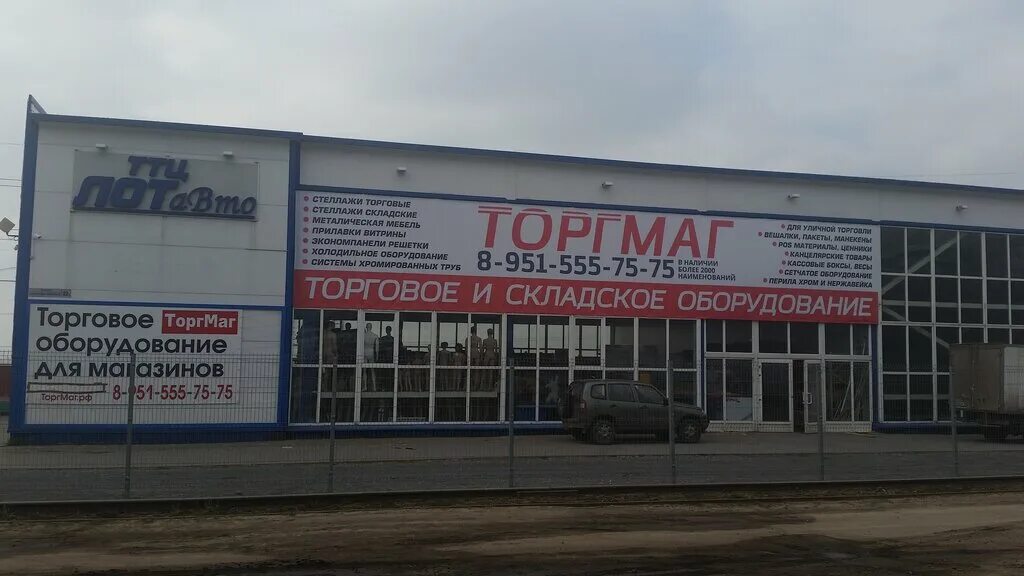 ТТЦ
ЛОТаВто
Торговое ТоргМаг
оборудование
для магазинов
8-951-555-75-75
ТоргМаг.рф
СТЕЛЛАЖИ ТОРГОВЫЕ
СТЕЛЛАЖИ СКЛАДСКИЕ
МЕТАЛИЧЕСКАЯ МЕБЕЛЬ
ПРИЛАВКИ ВИТРИНЫ
ЭКОНОМПАНЕЛИ РЕШЕТКИ
ХОЛОДИЛЬНОЕ ОБОРУДОВАНИЕ
СИСТЕМЫ ХРОМИРОВАННЫХ ТРУБ
ТОРГМАГ
8-951-555-75-75
В НАЛИЧИИ
БОЛЕЕ 2000
НАИМЕНОВАНИЙ
ДЛЯ УЛИЧНОЙ ТОРГОВЛИ
ВЕШАЛКИ, ПАКЕТЫ, МАНЕКЕНЫ
POS МАТЕРИАЛЫ, ЦЕННИКИ
КАНЦЕЛЯРСКИЕ ТОВАРЫ
КАССОВЫЕ БОКСЫ, ВЕСЫ
СЕТЧАТОЕ ОБОРУДОВАНИЕ
ПЕРИЛА ХРОМ И НЕРЖАВЕЙКА
ТОРГОВОЕ И СКЛАДСКОЕ ОБОРУДОВАНИЕ